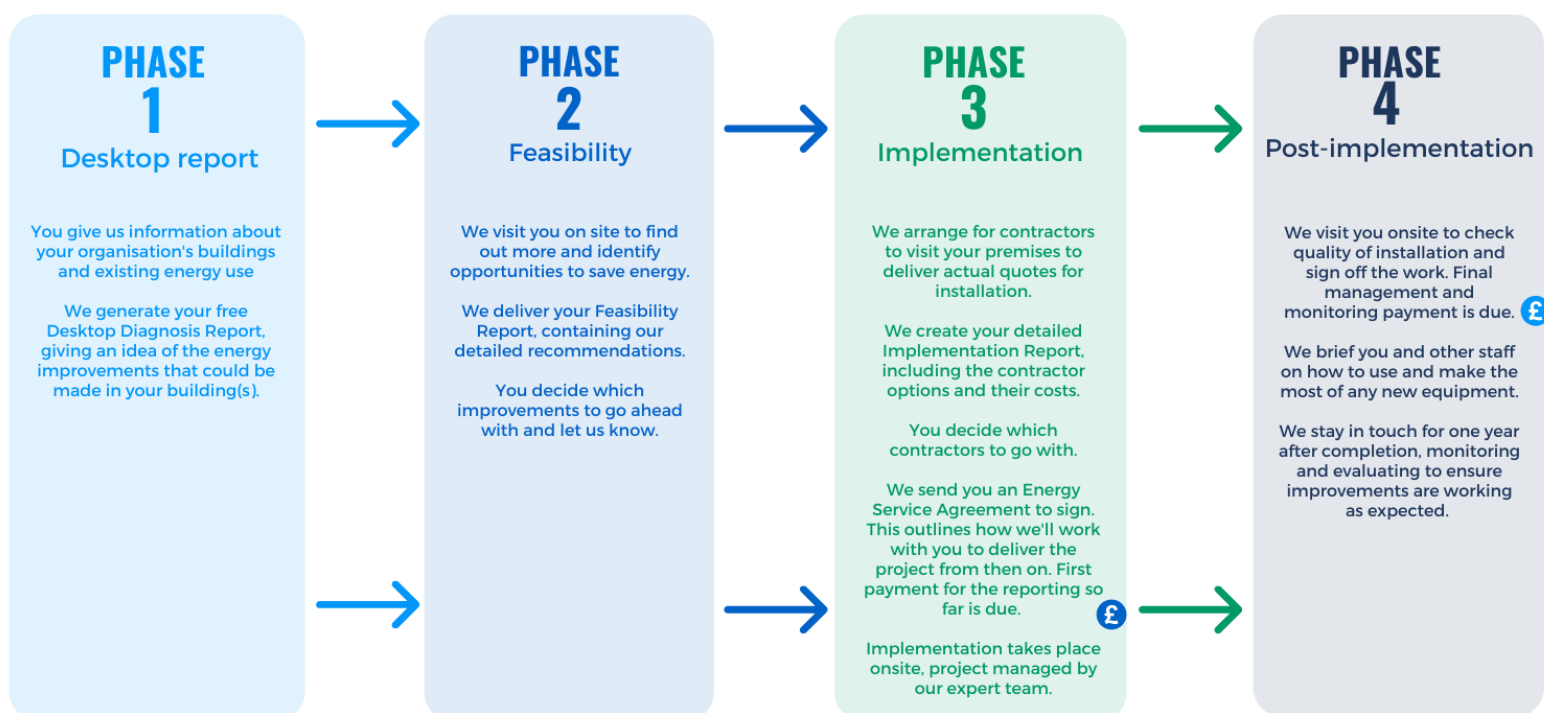 PHASE
1
Desktop report
You give us information about
your organisation's buildings
and existing energy use
We generate your free
Desktop Diagnosis Report,
giving an idea of the energy
improvements that could be
made in your building(s).
PHASE
2
Feasibility
We visit you on site to find
out more and identify
opportunities to save energy.
We deliver your Feasibility
Report, containing our
detailed recommendations.
You decide which
improvements to go ahead
with and let us know.
PHASE
3
Implementation
We arrange for contractors
to visit your premises to
deliver actual quotes for
installation.
We create your detailed
Implementation Report,
including the contractor
options and their costs.
You decide which
contractors to go with.
We send you an Energy
Service Agreement to sign.
This outlines how we'll work
with you to deliver the
project from then on. First
payment for the reporting so
far is due.
£
Implementation takes place
onsite, project managed by
our expert team.
PHASE
4
Post-implementation
We visit you onsite to check
quality of installation and
sign off the work. Final
management and
monitoring payment is due.
£
We brief you and other staff
on how to use and make the
most of any new equipment.
We stay in touch for one year
after completion, monitoring
and evaluating to ensure
improvements are working
as expected.